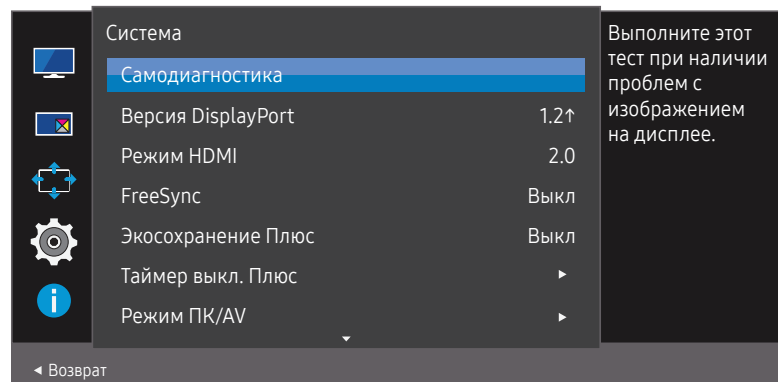 Система
Самодиагностика
Версия DisplayPort 1.2↑
Режим HDMI 2.0
FreeSync Выкл
Экосохранение Плюс Выкл
Таймер выкл. Плюс
Режим ПК/AV
Выполните этот
тест при наличии
проблем с
изображением
на дисплее.
Возврат